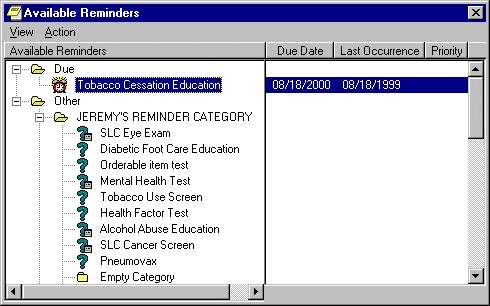 Available Reminders
View Action
Available Reminders Due Date Last Occurrence Priority
Due
Tobacco Cessation Education 08/18/2000 08/18/1999
Other
JEREMY'S REMINDER CATEGORY
SLC Eye Exam
Diabetic Foot Care Education
Orderable item test
Mental Health Test
Tobacco Use Screen
Health Factor Test
Alcohol Abuse Education
SLC Cancer Screen
Pneumovax
Empty Category